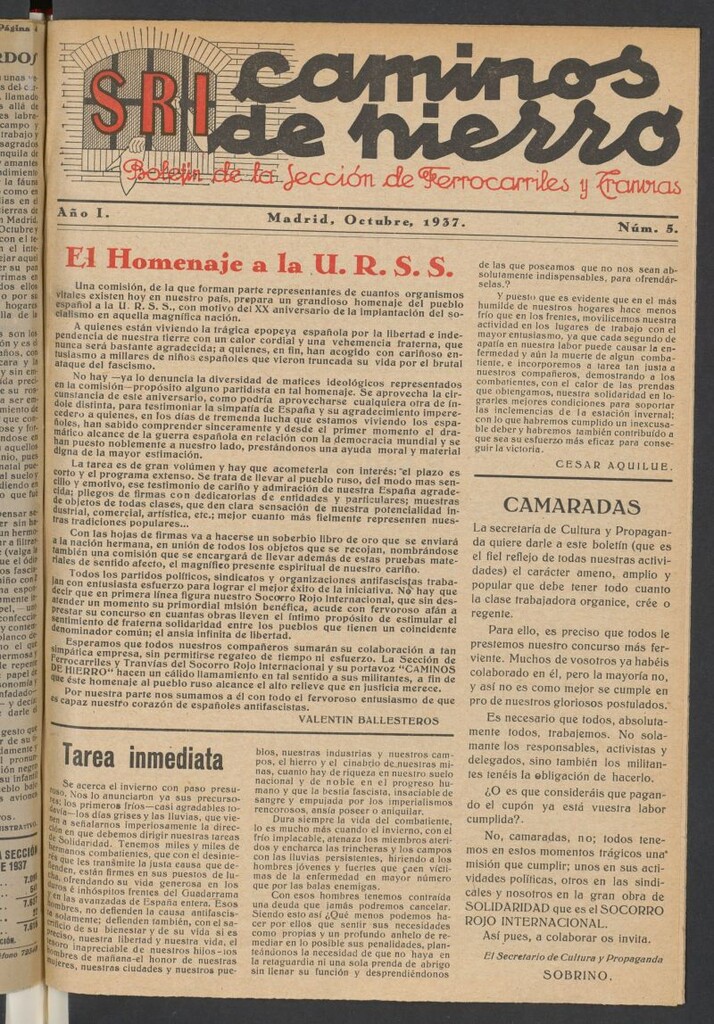 SRI
caminos
de hierro
Boletín de la Sección de Ferrocarriles y Tranvías
Año I.
Madrid, Octubre, 1937.
Núm. 5.
El Homenaje a la U. R. S. S.
Una comisión, de la que forman parte representantes de cuantos organismos
vitales existen hoy en nuestro país, prepara un grandioso homenaje del pueblo
español a la U. R. S. S., con motivo del XX aniversario de la implantación del so-
cialismo en aquella magnífica nación.
A quienes están viviendo la trágica epopeya española por la libertad e inde-
pendencia de nuestra tierra con un calor cordial y una vehemencia fraterna, que
nunca será bastante agradecida; a quienes, en fin, han acogido con cariñoso en-
tusiasmo a millares de niños españoles que vieron truncada su vida por el brutal
ataque del fascismo.
No hay —ya lo denuncia la diversidad de matices ideológicos representados
en la comisión— propósito alguno partidista en tal homenaje. Se aprovecha la cir-
cunstancia de este aniversario, como podría aprovecharse cualquiera otra de ín-
dole distinta, para testimoniar la simpatía de España y su agradecimiento impere-
cedero a quienes, en los días de tremenda lucha que estamos viviendo los espa-
ñoles, han sabido comprender sinceramente y desde el primer momento el dra-
mático alcance de la guerra española en relación con la democracia mundial y se
han puesto noblemente a nuestro lado, prestándonos una ayuda moral y material
digna de la mayor estimación.
La tarea es de gran volúmen y hay que acometerla con interés; el plazo es
corto y el programa extenso. Se trata de llevar al pueblo ruso, del modo mas sen-
cillo y emotivo, ese testimonio de cariño y admiración de nuestra España agrade-
cida; pliegos de firmas con dedicatorias de entidades y particulares; muestras
de objetos de todas clases, que den clara sensación de nuestra potencialidad in-
dustrial, comercial, artística, etc.; mejor cuanto más fielmente representen nues-
tras tradiciones populares...
Con las hojas de firmas va a hacerse un soberbio libro de oro que se enviará
a la nación hermana, en unión de todos los objetos que se recojan, nombrándose
también una comisión que se encargará de llevar además de estas pruebas mate-
riales de sentido afecto, el magnífico presente espiritual de nuestro cariño.
Todos los partidos políticos, sindicatos y organizaciones antifascistas traba-
jan con entusiasta esfuerzo para lograr el mejor éxito de la iniciativa. No hay que
decir que en primera línea figura nuestro Socorro Rojo Internacional, que sin des-
atender un momento su primordial misión benéfica, acude con fervoroso afán a
prestar su concurso en cuantas obras lleven el íntimo propósito de estimular el
sentimiento de fraterna solidaridad entre los pueblos que tienen un coincidente
denominador común; el ansia infinita de libertad.
Esperamos que todos nuestros compañeros sumarán su colaboración a tan
simpática empresa, sin permitirse regateo de tiempo ni esfuerzo. La Sección de
Ferrocarriles y Tranvías del Socorro Rojo Internacional y su portavoz "CAMINOS
DE HIERRO" hacen un cálido llamamiento en tal sentido a sus militantes, a fin de
que éste homenaje al pueblo ruso alcance el alto relieve que en justicia merece.
Por nuestra parte nos sumamos a él con todo el fervoroso entusiasmo de que
es capaz nuestro corazón de españoles antifascistas.
VALENTIN BALLESTEROS
Tarea inmediata
Se acerca el invierno con paso presu-
roso. Nos lo anuncian ya sus precurso-
res; los primeros fríos—casi agradables to-
davía—los días grises y las lluvias, que vie-
nen a señalarnos imperiosamente la direc-
ción en que debemos dirigir nuestras tareas
de Solidaridad. Tenemos miles y miles de
hermanos combatientes, que con el desinte-
rés que les transmite la justa causa que de-
fienden, están firmes en sus puestos de lu-
cha, ofrendando su vida generosa en los
fríos e inhóspitos frentes del Guadarrama
y en las avanzadas de España entera. Esos
hombres, no defienden la causa antifascis-
ta solamente; defienden también, con el sa-
crificio de su bienestar y de su vida si es
preciso, nuestra libertad y nuestra vida, el
tesoro inapreciable de nuestros hijos-los
hombres de mañana-el honor de nuestras
mujeres, nuestras ciudades y nuestros pue-
blos, nuestras industrias y nuestros cam-
pos, el hierro y el cinabrio de nuestras mi-
nas, cuanto hay de riqueza en nuestro suelo
nacional y de noble en el progreso hu-
mano y que la bestia fascista, insaciable de
sangre y empujada por los imperialismos
rencorosos, ansía poseer o aniquilar.
Dura siempre la vida del combatiente,
lo es mucho más cuando el invierno, con el
frío implacable, atenaza los miembros ateri-
dos y encharca las trincheras y los campos
con las lluvias persistentes, hiriendo a los
hombres jóvenes y fuertes que caen vícti-
mas de la enfermedad en mayor número
que por las balas enemigas.
Con esos hombres tenemos contraída
una deuda que jamás podremos cancelar.
Siendo esto así ¿Qué menos podemos ha-
cer por ellos que sentir sus necesidades
como propias y un profundo anhelo de re-
mediar en lo posible sus penalidades, plan-
teándonos la necesidad de que no haya en
la retaguardia ni una sola prenda de abrigo
sin llenar su función y desprendiéndonos
de las que poseamos que no nos sean ab-
solutamente indispensables, para ofrendár-
selas.?
Y puesto que es evidente que en el más
humilde de nuestros hogares hace menos
frío que en los frentes, movilicemos nuestra
actividad en los lugares de trabajo con el
mayor entusiasmo, ya que cada segundo de
apatía en nuestra labor puede causar la en-
fermedad y aún la muerte de algun comba-
tiente, e incorporemos a tarea tan justa a
nuestros compañeros, demostrando a los
combatientes, con el calor de las prendas
que obtengamos, nuestra solidaridad en lo-
grarles mejores condiciones para soportar
las inclemencias de la estación invernal;
con lo que habremos cumplido un inexcusa-
ble deber y habremos también contribuído a
que sea su esfuerzo más eficaz para conse-
guir la victoria.
CESAR AQUILUE.
CAMARADAS
La secretaría de Cultura y Propagan-
da quiere darle a este boletín (que es
el fiel reflejo de todas nuestras activi-
dades) el carácter ameno, amplio y
popular que debe tener todo cuanto
la clase trabajadora organice, crée o
regente.
Para ello, es preciso que todos le
prestemos nuestro concurso más fer-
viente. Muchos de vosotros ya habéis
colaborado en él, pero la mayoría no,
y así no es como mejor se cumple en
pro de nuestros gloriosos postulados.
Es necesario que todos, absoluta-
mente todos, trabajemos. No sola-
mante los responsables, activistas y
delegados, sino también los militan-
tes tenéis la obligación de hacerlo.
¿O es que consideráis que pagan-
do el cupón ya está vuestra labor
cumplida?.
No, camaradas, no; todos tene-
mos en estos momentos trágicos una
misión que cumplir; unos en sus acti-
vidades políticas, otros en las sindi-
cales y nosotros en la gran obra de
SOLIDARIDAD que es el SOCORRO
ROJO INTERNACIONAL.
Así pues, a colaborar os invita.
El Secretario de Cultura y Propaganda
SOBRINO.